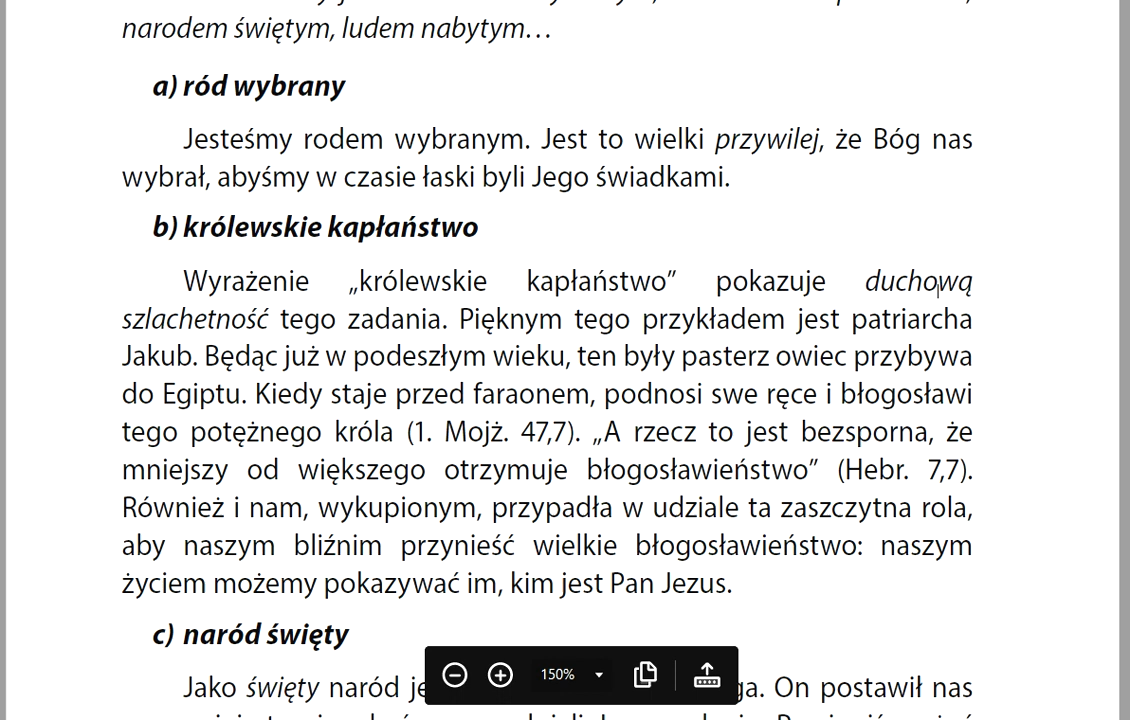 narodem świętym, ludem nabytym…
a) ród wybrany
Jesteśmy rodem wybranym. Jest to wielki przywilej, że Bóg nas
wybrał, abyśmy w czasie łaski byli Jego świadkami.
b) królewskie kapłaństwo
Wyrażenie „królewskie kapłaństwo” pokazuje duchową
szlachetność tego zadania. Pięknym tego przykładem jest patriarcha
Jakub. Będąc już w podeszłym wieku, ten były pasterz owiec przybywa
do Egiptu. Kiedy staje przed faraonem, podnosi swe ręce i błogosławi
tego potężnego króla (1. Mojż. 47,7). „A rzecz to jest bezsporna, że
mniejszy od większego otrzymuje błogosławieństwo” (Hebr. 7,7).
Również i nam, wykupionym, przypadła w udziale ta zaszczytna rola,
aby naszym bliźnim przynieść wielkie błogosławieństwo: naszym
życiem możemy pokazywać im, kim jest Pan Jezus.
c) naród święty
150%
Jako święty naród On postawił nas